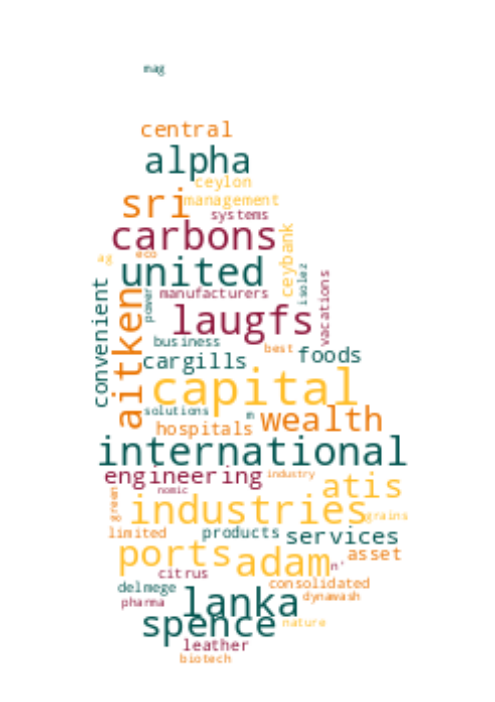 mag
central
alpha
ceylon
sri
management
systems
carbons
ceybank
ag
eco
united
isolez
vacations
convenient
aitken
power
manufacturers
laugfs
business
best
foods
cargills
capital
solutions
m
wealth
hospitals
international
engineering
industry
atis
nomic
green
industries
grains
limited
products
services
ports
adam
asset
n'
citrus
consolidated
delmege
dynawash
pharma
lanka
spence
nature
leather
biotech